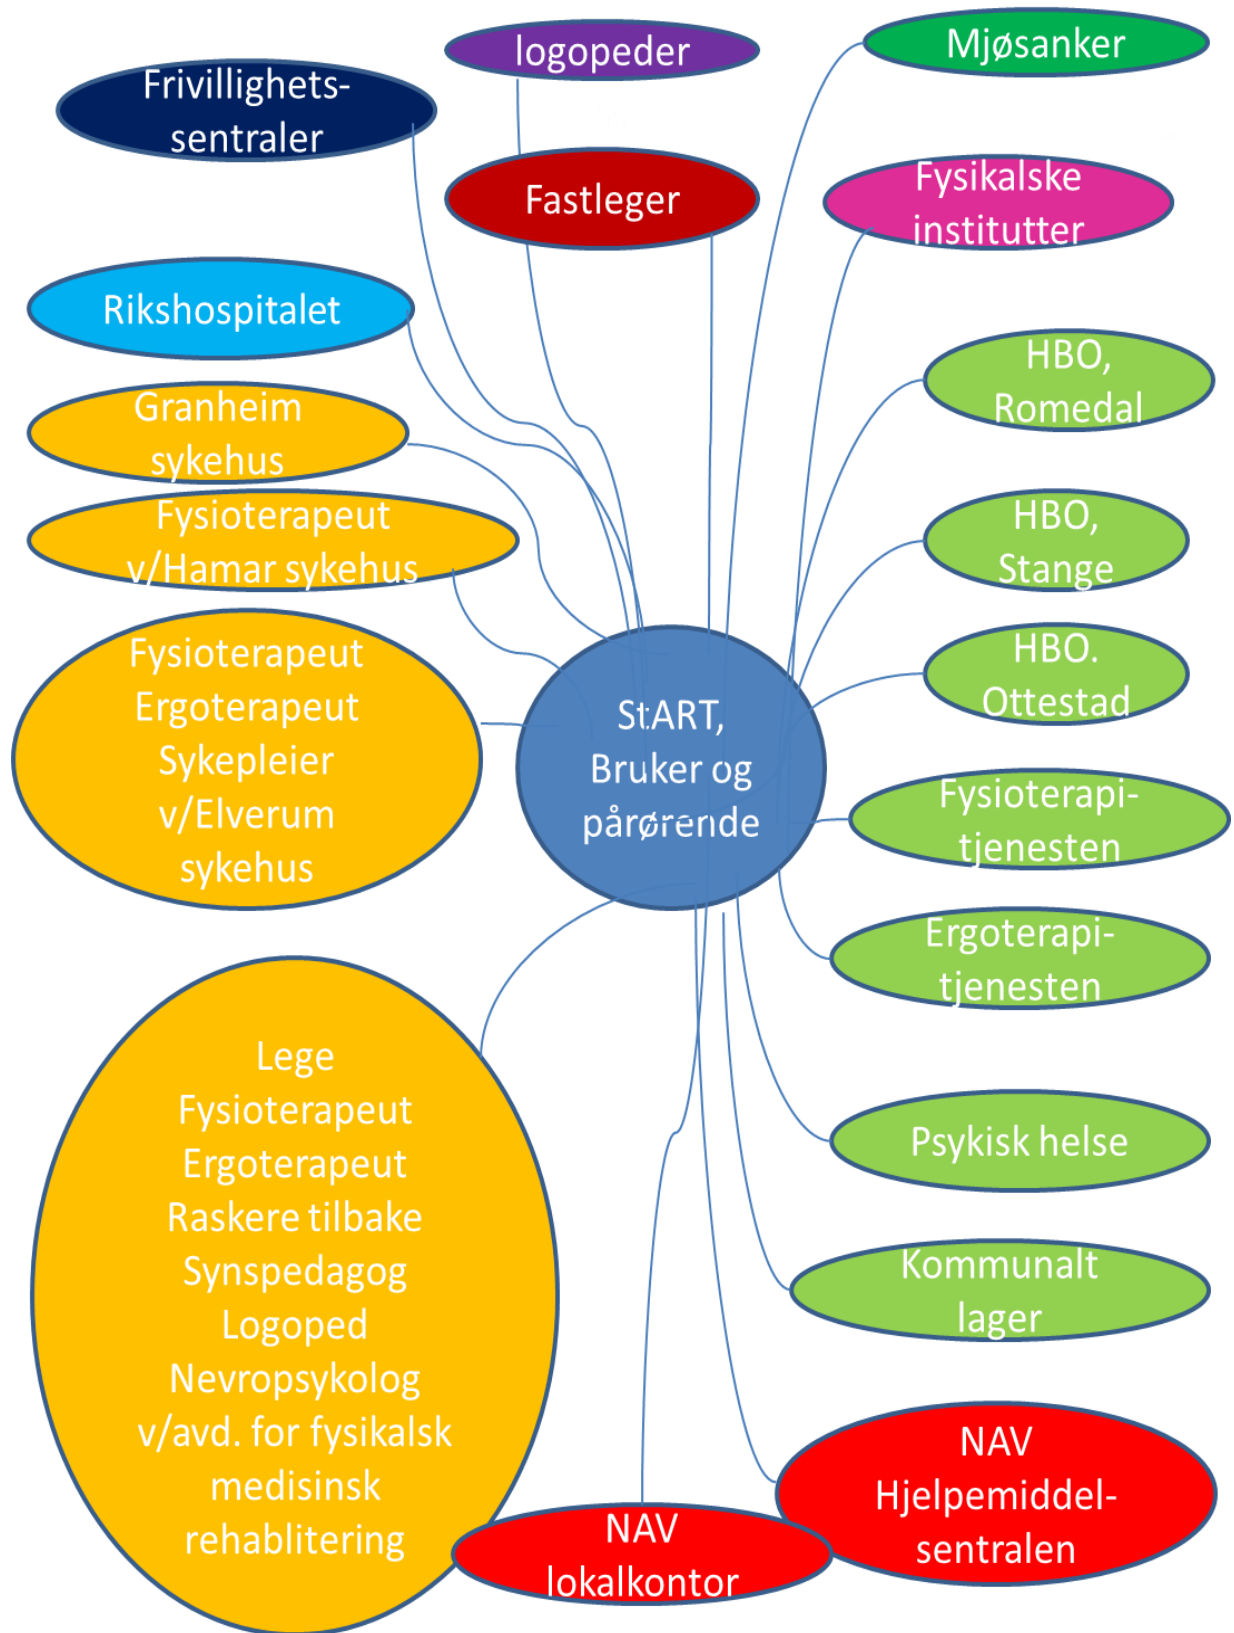 logopeder
Mjøsanker
Frivillighets-
sentraler
Fastleger
Fysikalske
institutter
Rikshospitalet
HBO,
Romedal
Granheim
sykehus
Fysioterapeut
v/Hamar sykehus
HBO,
Stange
Fysioterapeut
Ergoterapeut
Sykepleier
v/Elverum
sykehus
StART,
Bruker og
pårørende
HBO.
Ottestad
Fysioterapi-
tjenesten
Ergoterapi-
tjenesten
Lege
Fysioterapeut
Ergoterapeut
Raskere tilbake
Synspedagog
Logoped
Nevropsykolog
v/avd. for fysikalsk
medisinsk
rehablitering
Psykisk helse
Kommunalt
lager
NAV
Hjelpemiddel-
sentralen
NAV
lokalkontor